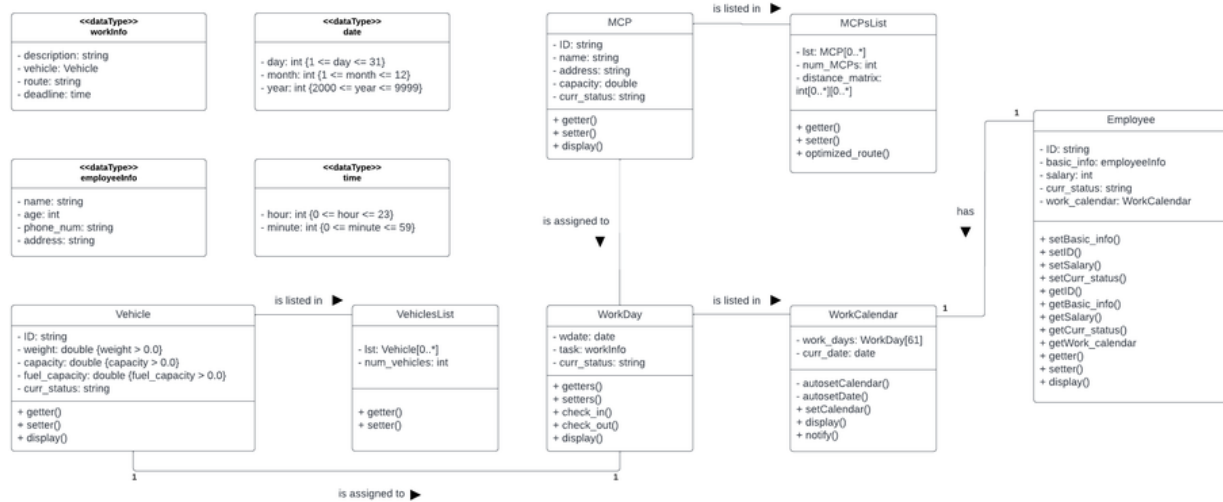 <<dataType>>
workInfo
- description: string
- vehicle: Vehicle
- route: string
- deadline: time
<<dataType>>
date
- day: int {1 <= day <= 31}
- month: int {1 <= month <= 12}
- year: int {2000 <= year <= 9999}
MCP
- ID: string
- name: string
- address: string
- capacity: double
- curr_status: string
+ getter()
+ setter()
+ display()
is listed in
MCPsList
- lst: MCP[0..*]
- num_MCPs: int
- distance_matrix:
int[0..*][0..*]
+ getter()
+ setter()
+ optimized_route()
<<dataType>>
employeeInfo
- name: string
- age: int
- phone_num: string
- address: string
<<dataType>>
time
- hour: int {0 <= hour <= 23}
- minute: int {0 <= minute <= 59}
is assigned to
has
1
1
Employee
- ID: string
- basic_info: employeeInfo
- salary: int
- curr_status: string
- work_calendar: WorkCalendar
+ setBasic_info()
+ setID()
+ setSalary()
+ setCurr_status()
+ getID()
+ getBasic_info()
+ getSalary()
+ getCurr_status()
+ getWork_calendar
+ getter()
+ setter()
+ display()
Vehicle
- ID: string
- weight: double {weight > 0.0}
- capacity: double {capacity > 0.0}
- fuel_capacity: double {fuel_capacity > 0.0}
- curr_status: string
+ getter()
+ setter()
+ display()
is listed in
VehiclesList
- lst: Vehicle[0..*]
- num_vehicles: int
+ getter()
+ setter()
WorkDay
- wdate: date
- task: workInfo
- curr_status: string
+ getters()
+ setters()
+ check_in()
+ check_out()
+ display()
is listed in
WorkCalendar
- work_days: WorkDay[61]
- curr_date: date
- autosetCalendar()
- autosetDate()
+ setCalendar()
+ display()
+ notify()
1
1
is assigned to